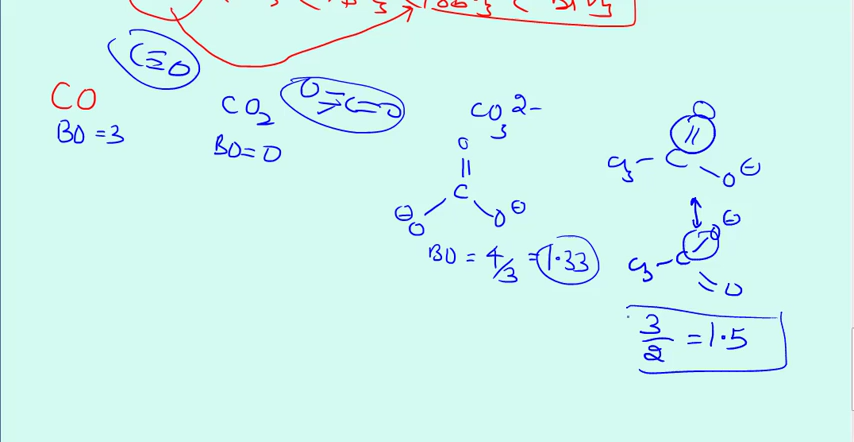 C≡O
CO
BO = 3
CO2
O=C=O
BO = 0
CO3 2-
O
||
C
⊖O O⊖
BO = 4/3 = 1.33
O
||
C
O⊖
↕
O⊖
C
=O
3/2 = 1.5